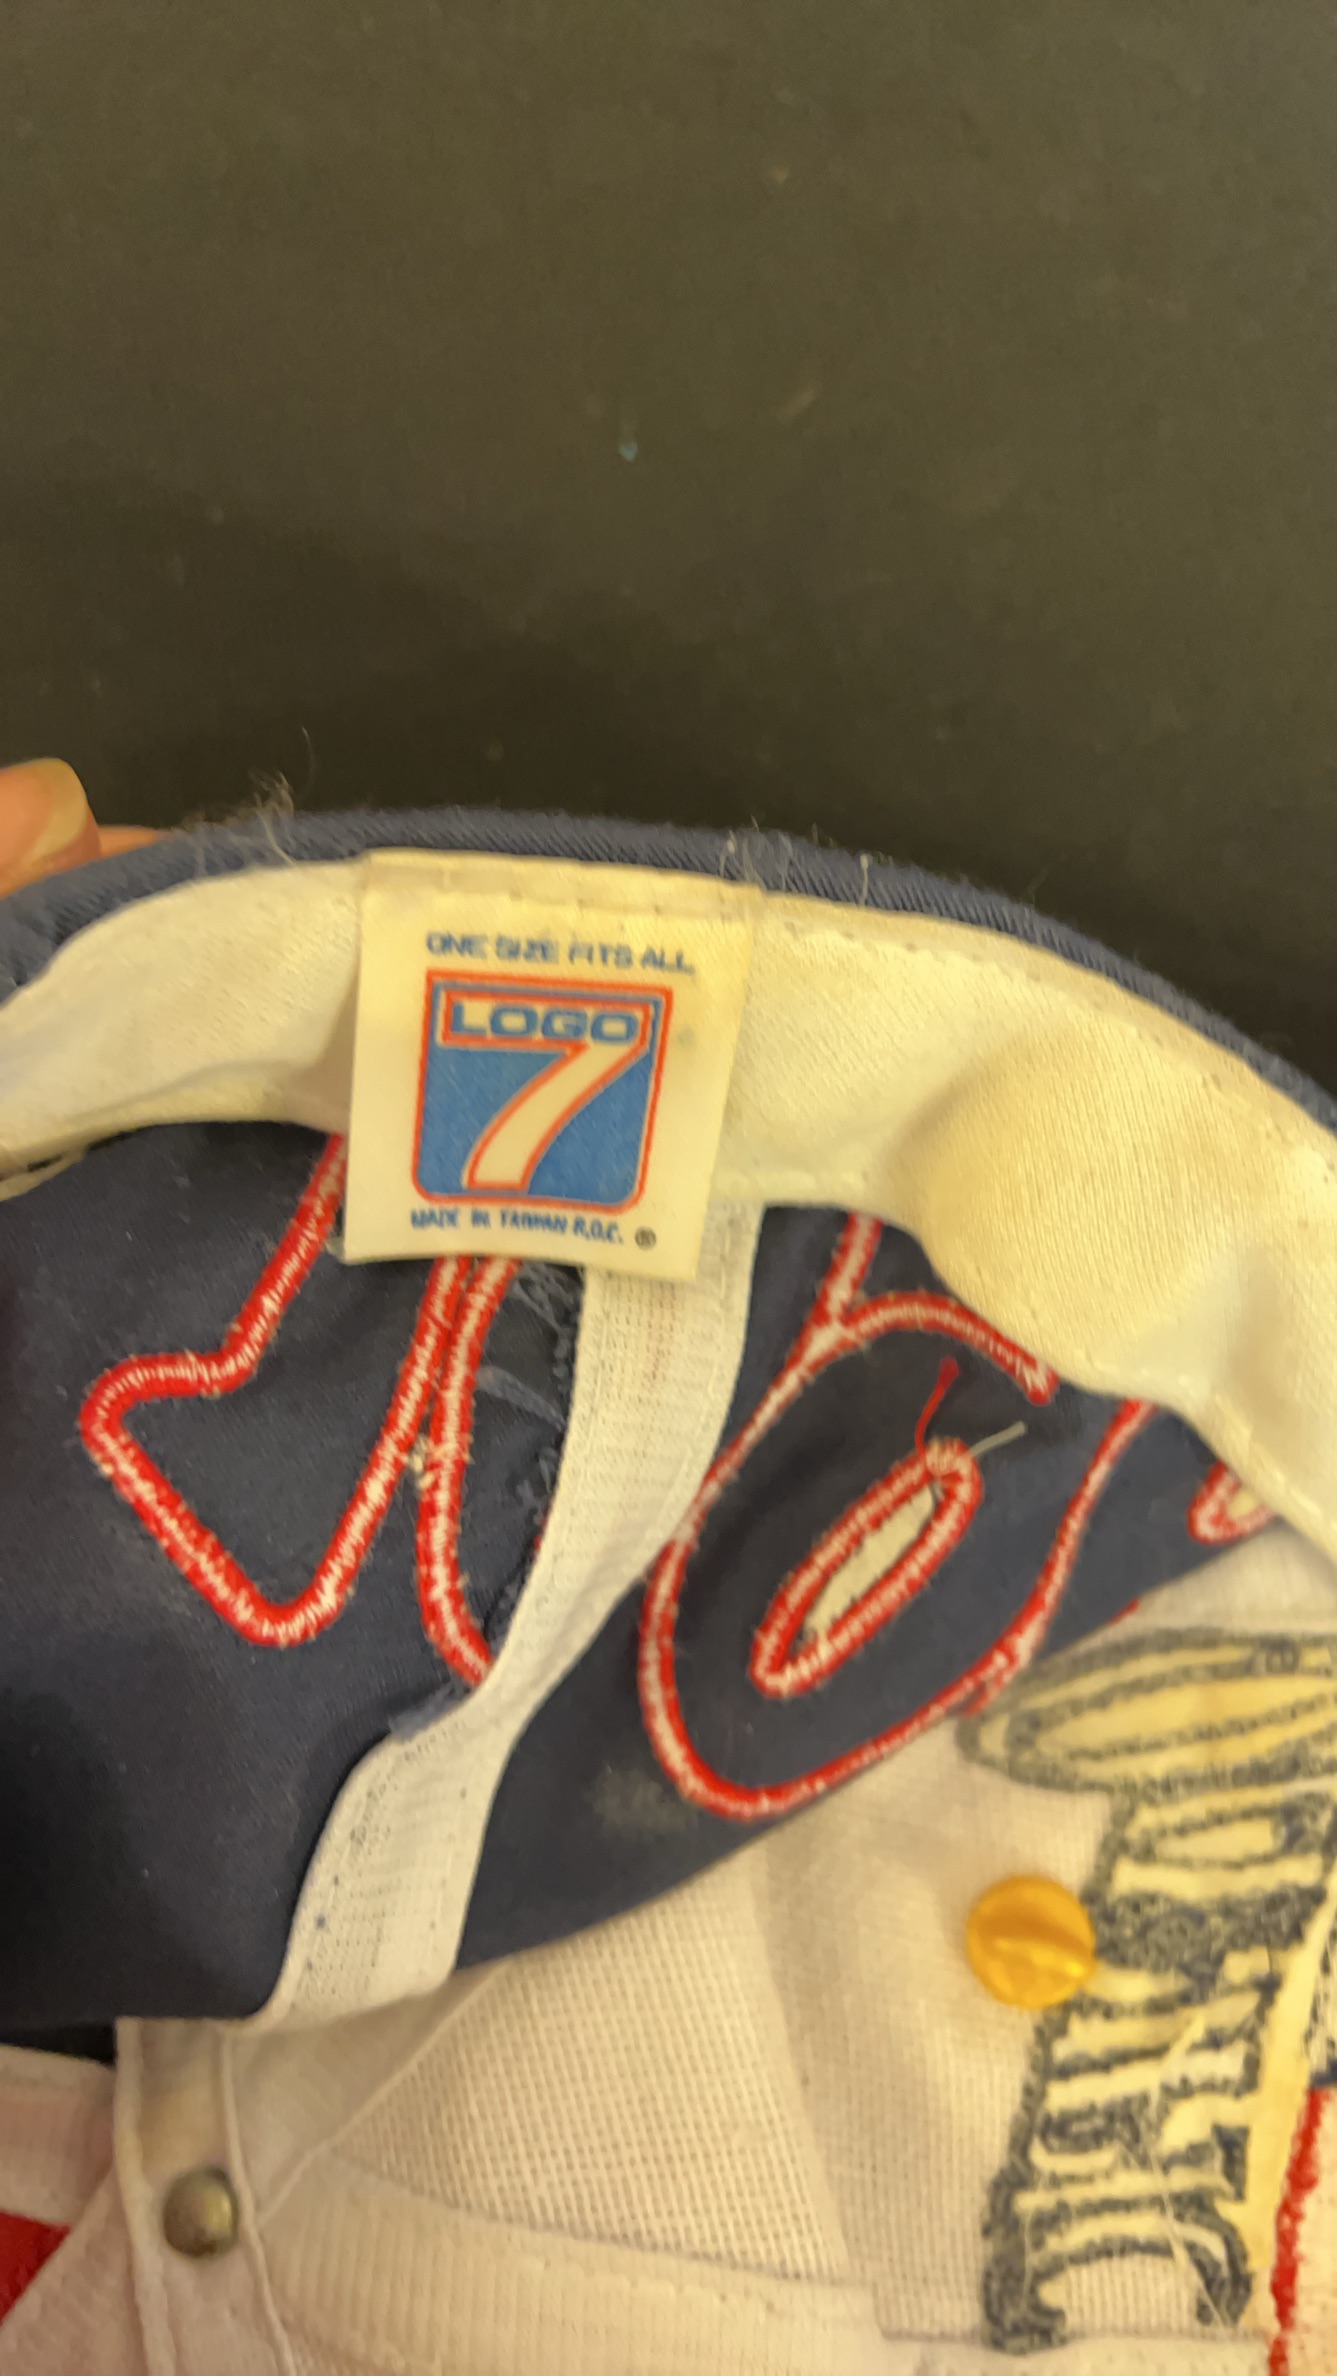 ONE SIZE FITS ALL
LOGO
7
MADE IN TAIWAN R.O.C. ®